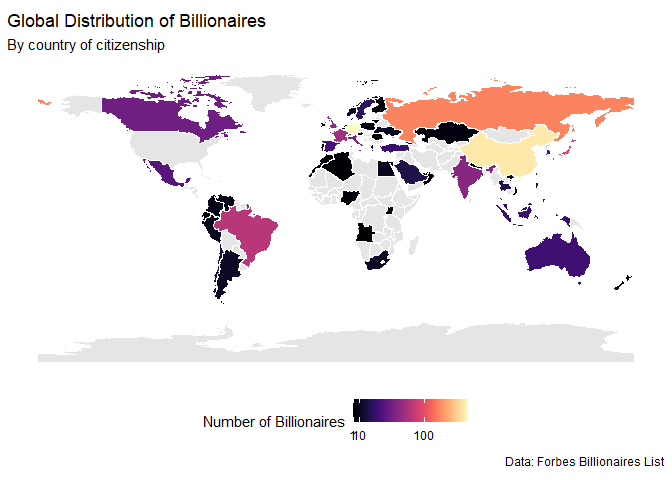 Global Distribution of Billionaires
By country of citizenship
Number of Billionaires
1 10 100
Data: Forbes Billionaires List